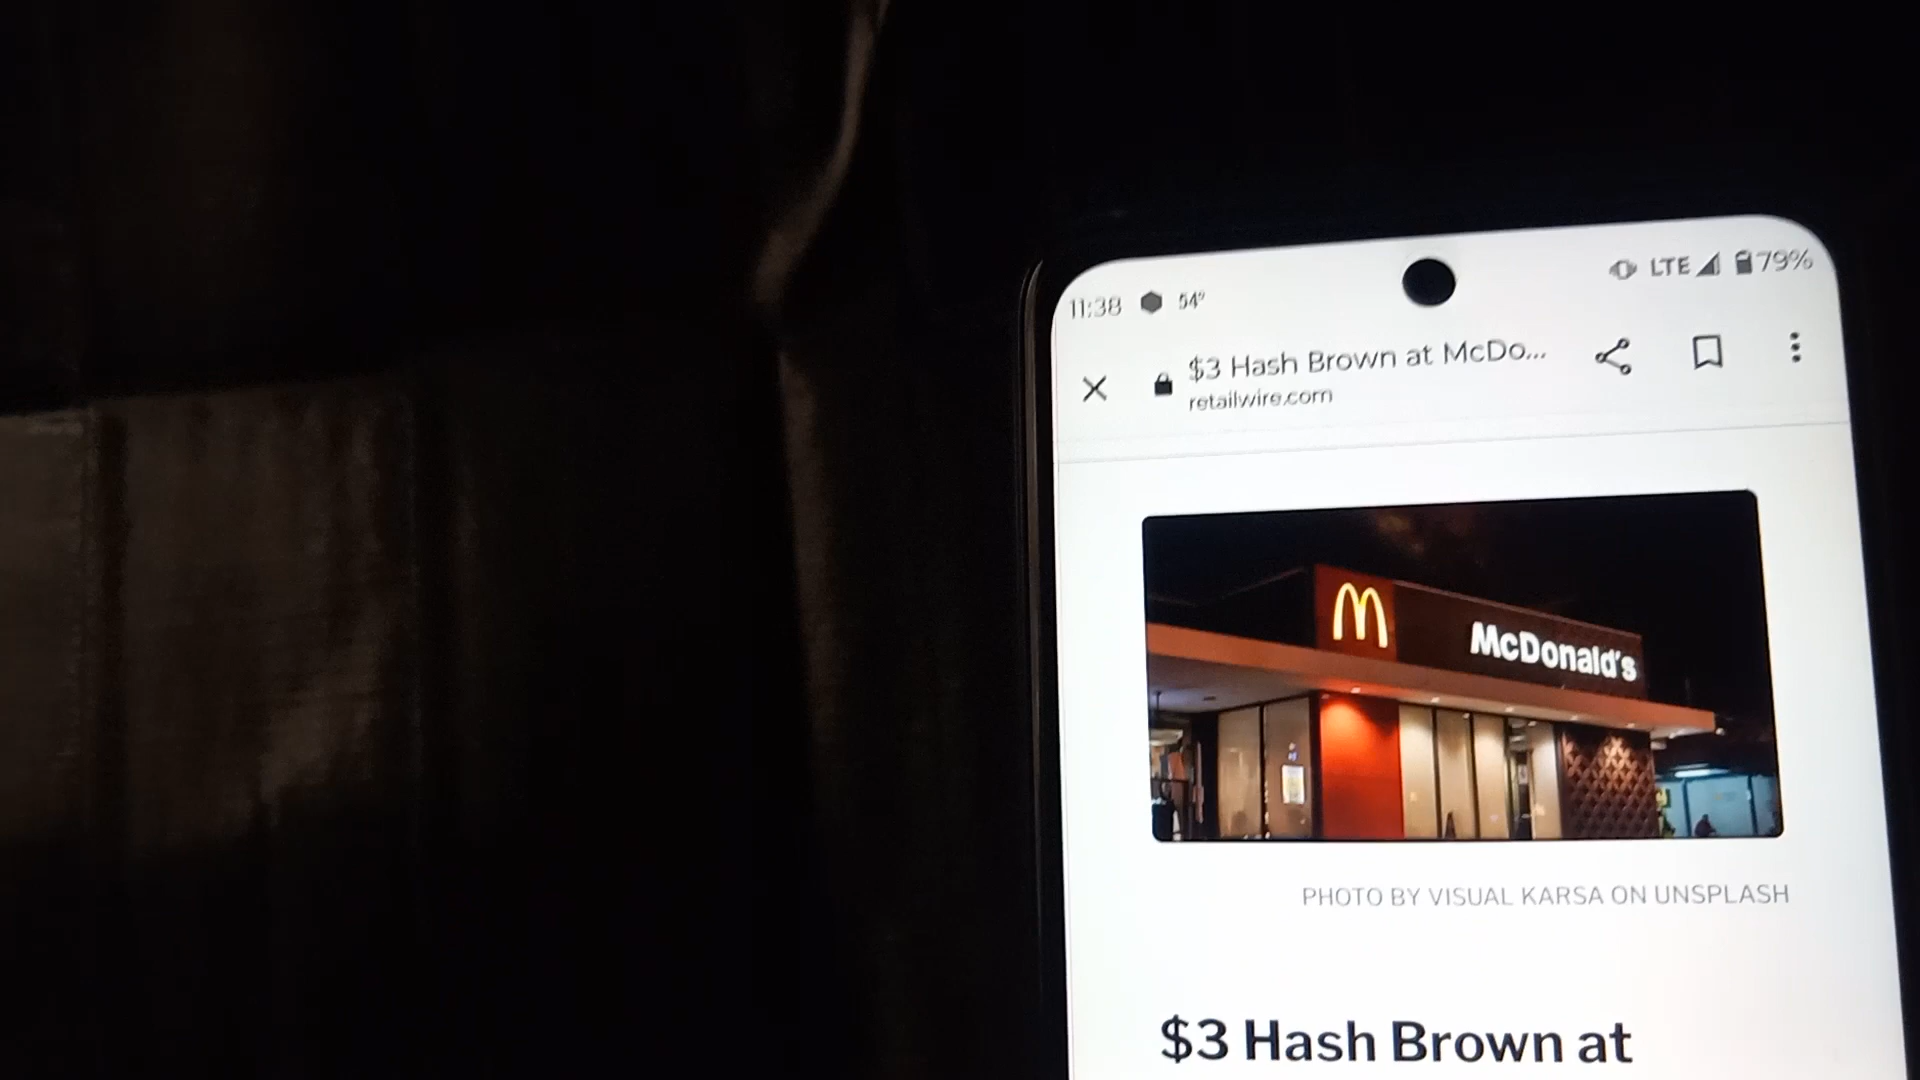 11:38 54° LTE 79%
$3 Hash Brown at McDo...
retailwire.com
McDonald's
PHOTO BY VISUAL KARSA ON UNSPLASH
$3 Hash Brown at